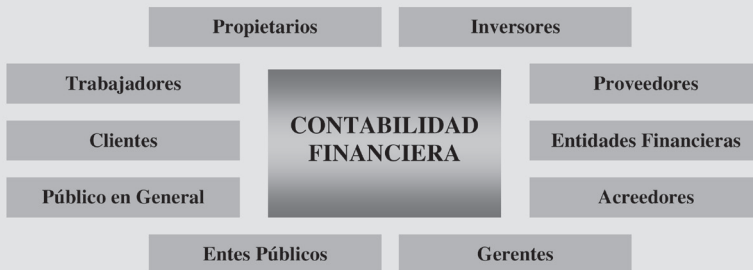 Propietarios
Inversores
Trabajadores
Proveedores
CONTABILIDAD
FINANCIERA
Clientes
Entidades Financieras
Público en General
Acreedores
Entes Públicos
Gerentes